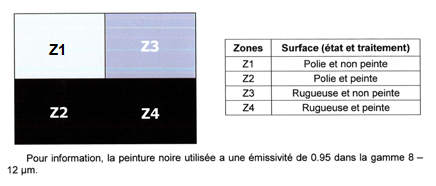 Z1 Z3
Z2 Z4
Zones Surface (état et traitement)
Z1 Polie et non peinte
Z2 Polie et peinte
Z3 Rugueuse et non peinte
Z4 Rugueuse et peinte
Pour information, la peinture noire utilisée a une émissivité de 0.95 dans la gamme 8 –
12 µm.